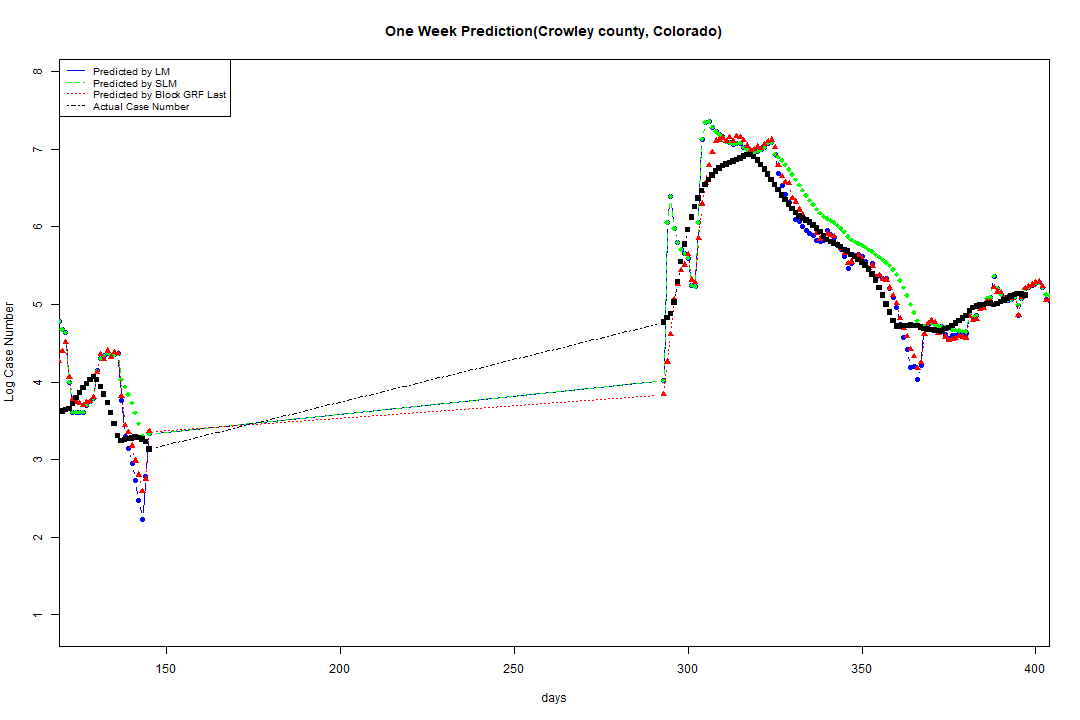 One Week Prediction(Crowley county, Colorado)
Predicted by LM
Predicted by SLM
Predicted by Block GRF Last
Actual Case Number
Log Case Number
8
7
6
5
4
3
2
1
150 200 250 300 350 400
days